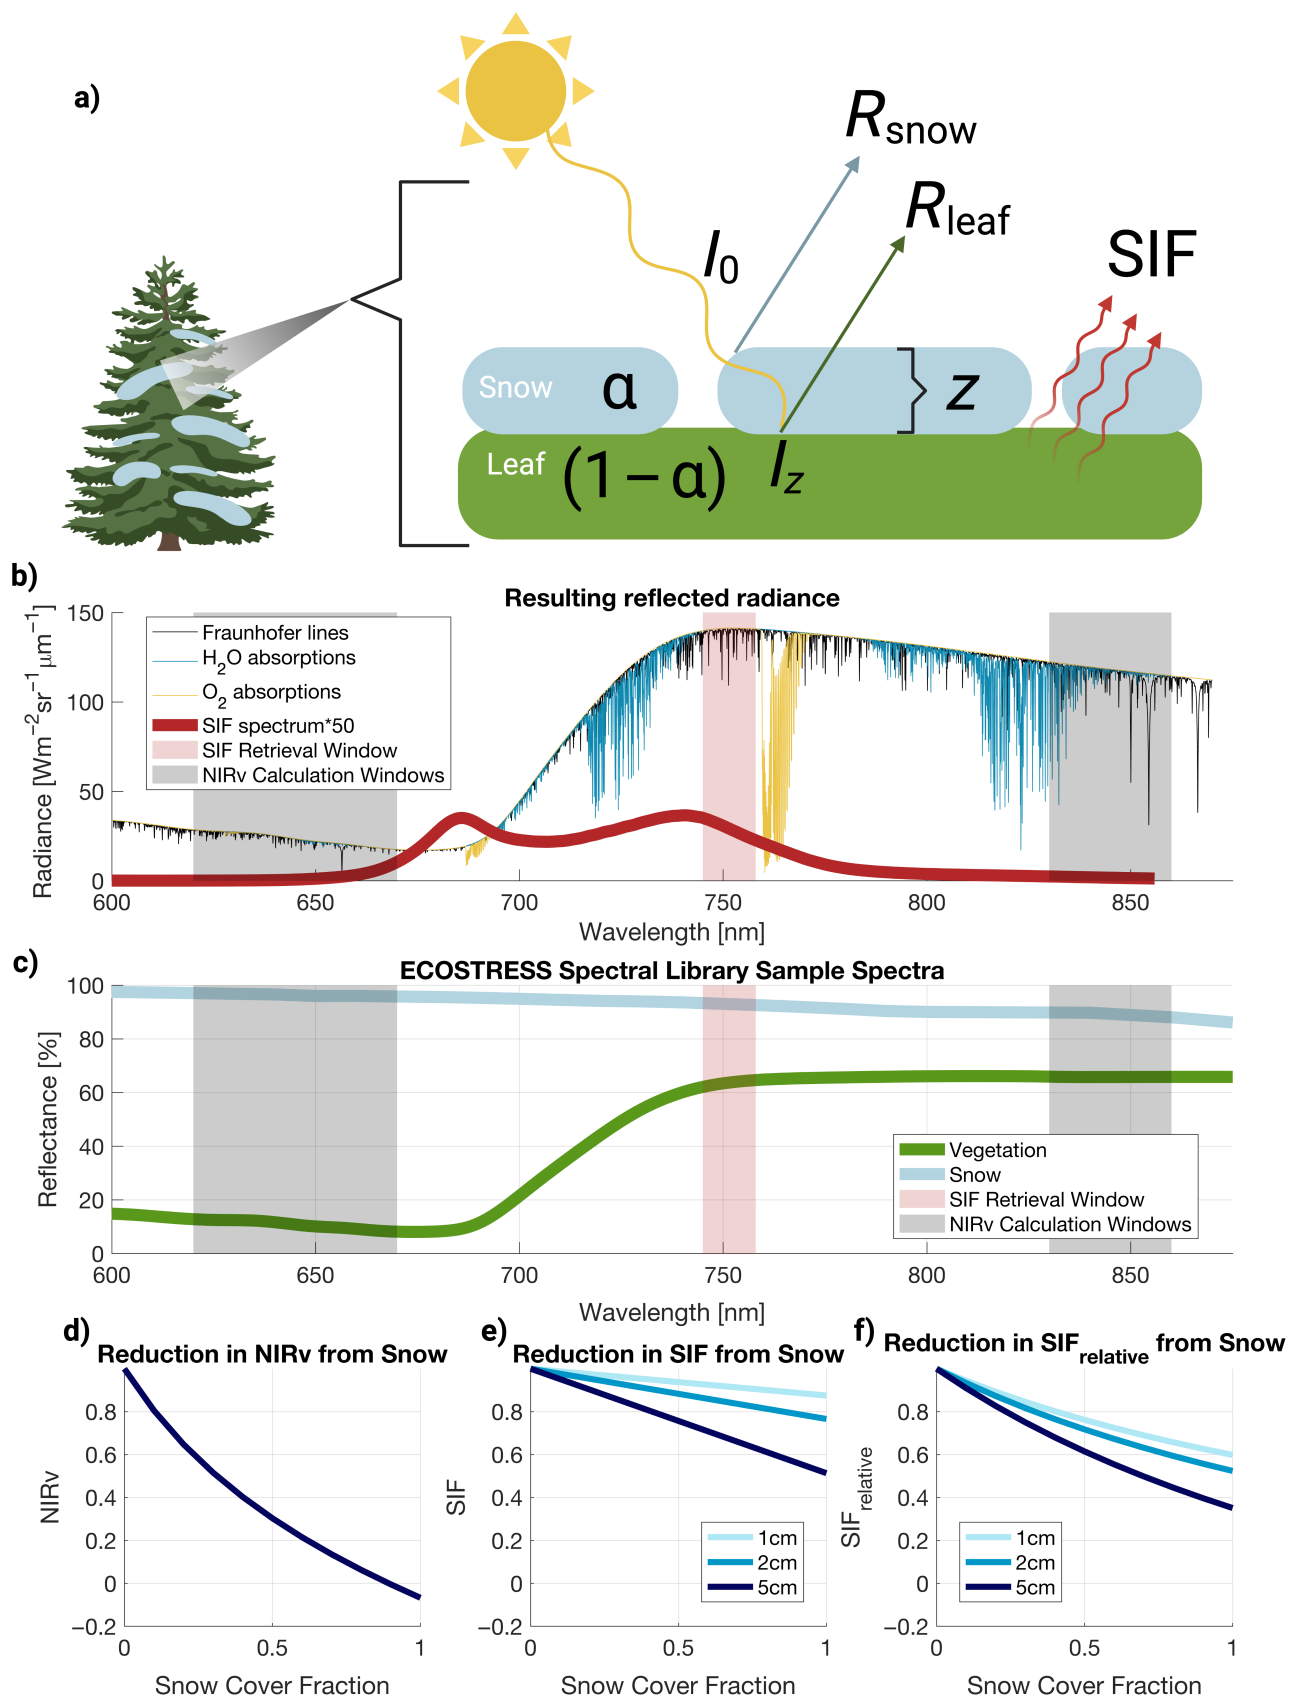 a)
R_snow
R_leaf
I_0
SIF
Snow
α
z
Leaf
(1−α)
I_z
b)
Resulting reflected radiance
Radiance [Wm⁻²sr⁻¹μm⁻¹]
150
100
50
0
Fraunhofer lines
H₂O absorptions
O₂ absorptions
SIF spectrum*50
SIF Retrieval Window
NIRv Calculation Windows
600 650 700 750 800 850
Wavelength [nm]
c)
ECOSTRESS Spectral Library Sample Spectra
Reflectance [%]
100
80
60
40
20
0
Vegetation
Snow
SIF Retrieval Window
NIRv Calculation Windows
600 650 700 750 800 850
Wavelength [nm]
d)
Reduction in NIRv from Snow
NIRv
0.8
0.6
0.4
0.2
0
−0.2
0 0.5 1
Snow Cover Fraction
e)
Reduction in SIF from Snow
SIF
0.8
0.6
0.4
0.2
0
−0.2
1cm
2cm
5cm
0 0.5 1
Snow Cover Fraction
f)
Reduction in SIF_relative from Snow
SIF_relative
0.8
0.6
0.4
0.2
0
−0.2
1cm
2cm
5cm
0 0.5 1
Snow Cover Fraction